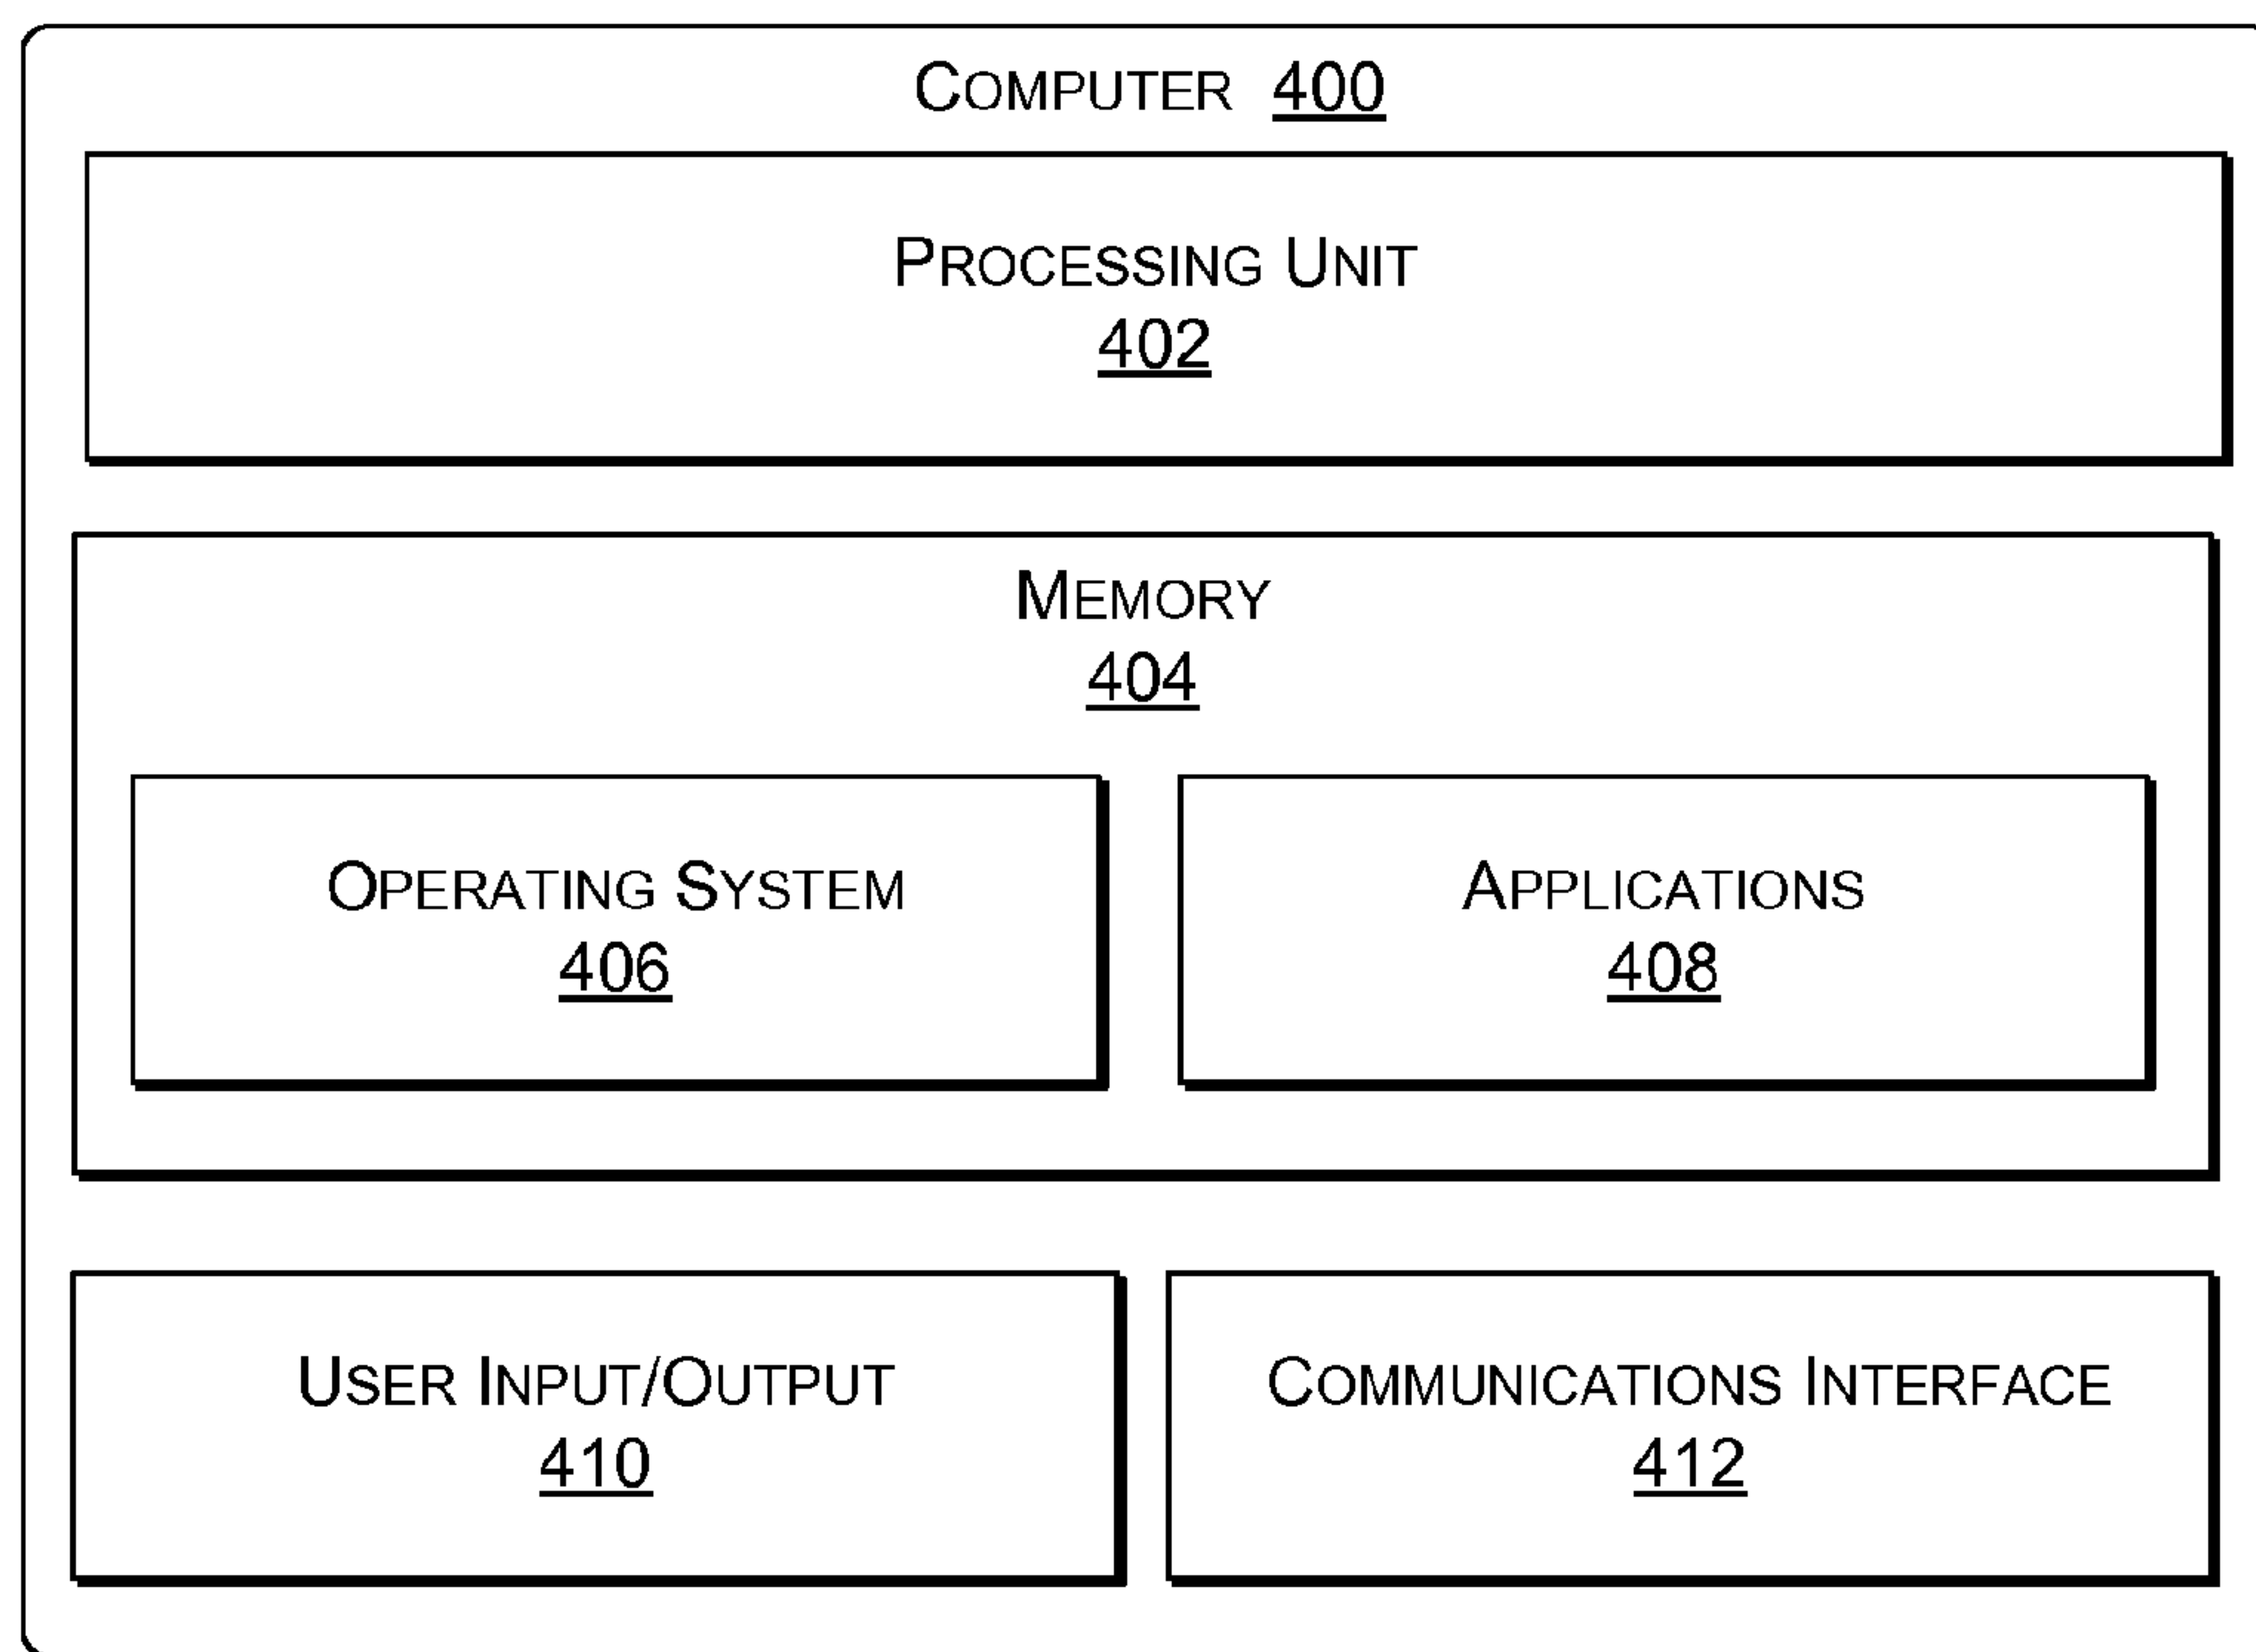 COMPUTER 400
PROCESSING UNIT
402
MEMORY
404
OPERATING SYSTEM
406
APPLICATIONS
408
USER INPUT/OUTPUT
410
COMMUNICATIONS INTERFACE
412